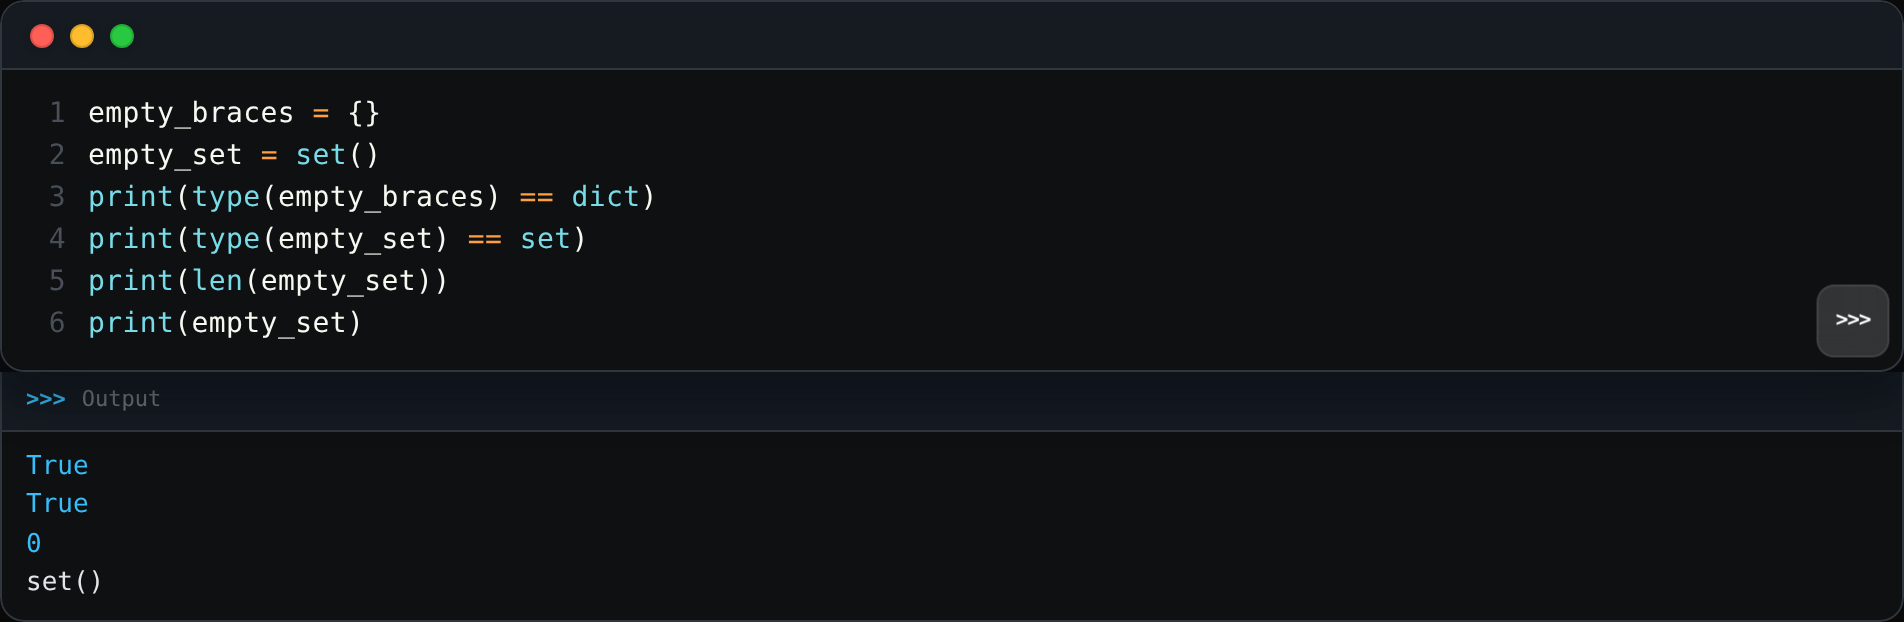 1 empty_braces = {}
2 empty_set = set()
3 print(type(empty_braces) == dict)
4 print(type(empty_set) == set)
5 print(len(empty_set))
6 print(empty_set)
>>>
>>> Output
True
True
0
set()